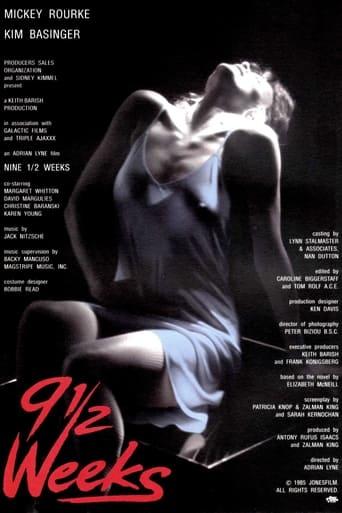 MICKEY ROURKE
KIM BASINGER
PRODUCERS SALES
ORGANIZATION
and SIDNEY KIMMEL
present
a KEITH BARISH
PRODUCTION
in association with
GALACTIC FILMS
and TRIPLE AJAXXX
an ADRIAN LYNE film
NINE 1/2 WEEKS
co-starring
MARGARET WHITTON
DAVID MARGULIES
CHRISTINE BARANSKI
KAREN YOUNG
music by
JACK NITZSCHE
music supervision by
BACKY MANCUSO
MAGSTRIPE MUSIC, INC.
costume designer
BOBBIE READ
casting by
LYNN STALMASTER
& ASSOCIATES,
NAN DUTTON
edited by
CAROLINE BIGGERSTAFF
and TOM ROLF A.C.E.
production designer
KEN DAVIS
director of photography
PETER BIZIOU B.S.C.
executive producers
KEITH BARISH
and FRANK KONIGSBERG
based on the novel by
ELIZABETH McNEILL
screenplay by
PATRICIA KNOP & ZALMAN KING
and SARAH KERNOCHAN
produced by
ANTONY RUFUS ISAACS
and ZALMAN KING
directed by
ADRIAN LYNE
© 1985 JONESFILM.
ALL RIGHTS RESERVED.
9 1/2
Weeks